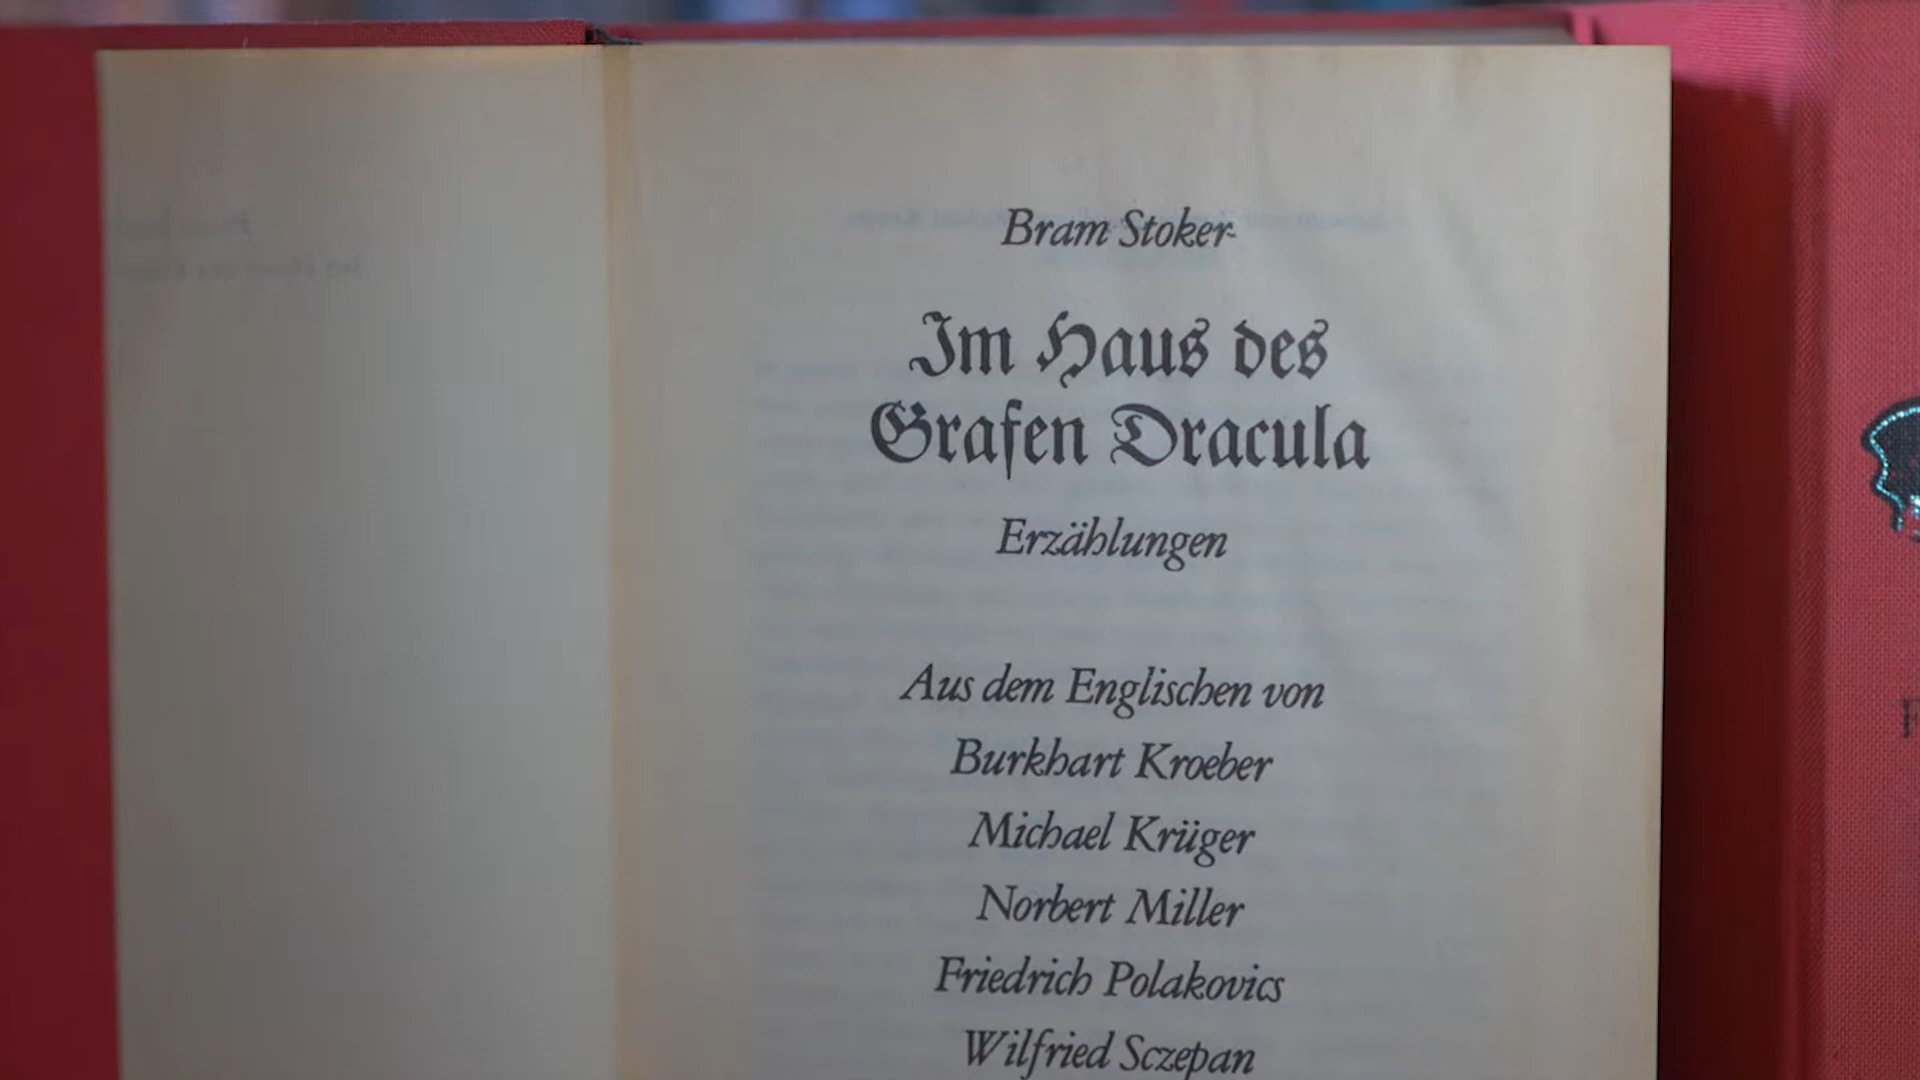 Bram Stoker
Im Haus des
Grafen Dracula
Erzählungen
Aus dem Englischen von
Burkhart Kroeber
Michael Krüger
Norbert Miller
Friedrich Polakovics
Wilfried Sczepan